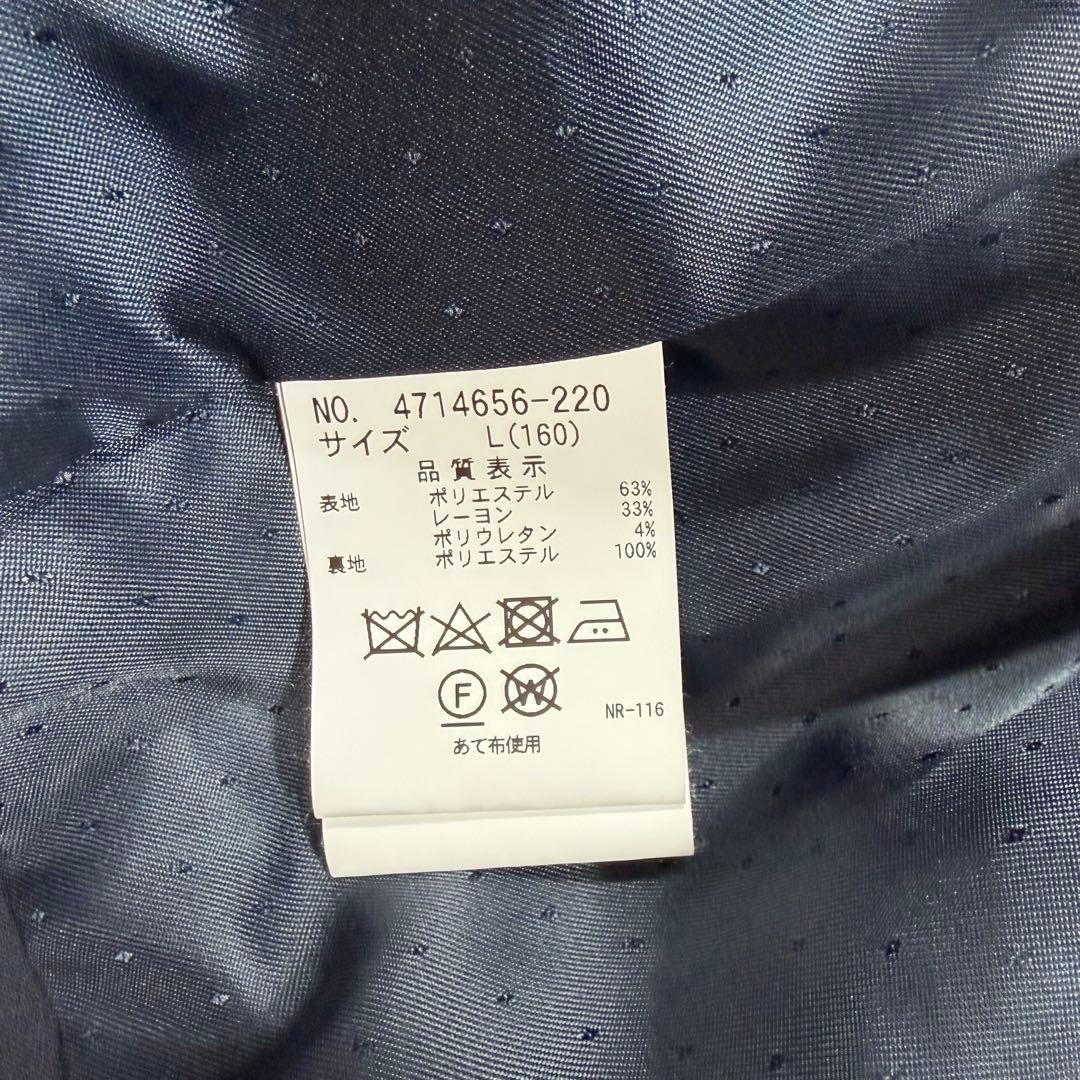 NO. 4714656-220
サイズ L(160)
品質表示
表地 ポリエステル 63%
レーヨン 33%
ポリウレタン 4%
裏地 ポリエステル 100%
F W
NR-116
あて布使用